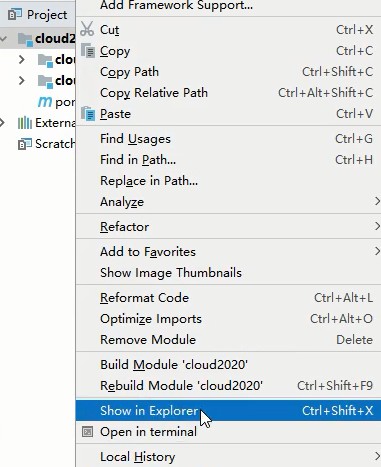 Project
Add Framework Support...
cloud2
Cut Ctrl+X
clou
Copy Ctrl+C
clou
Copy Path Ctrl+Shift+C
pon
Copy Relative Path Ctrl+Alt+Shift+C
Externa
Paste Ctrl+V
Scratch
Find Usages Ctrl+G
Find in Path... Ctrl+H
Replace in Path...
Analyze
Refactor
Add to Favorites
Show Image Thumbnails
Reformat Code Ctrl+Alt+L
Optimize Imports Ctrl+Alt+O
Remove Module Delete
Build Module 'cloud2020'
Rebuild Module 'cloud2020' Ctrl+Shift+F9
Show in Explorer Ctrl+Shift+X
Open in terminal
Local History